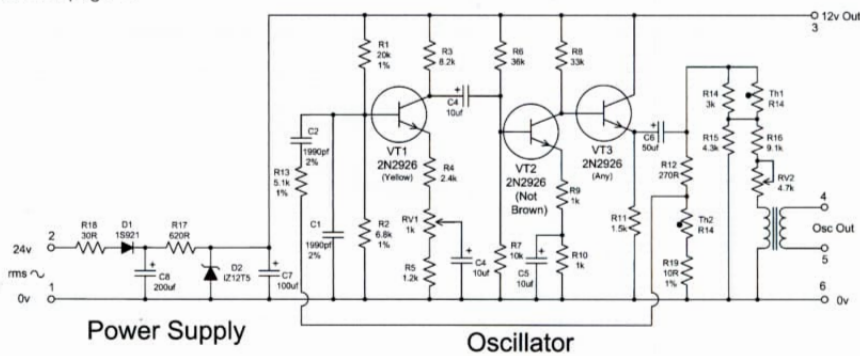 12v Out
3
R1
20k
1%
R3
8.2k
R6
36k
R8
33k
C4
10uf
C2
1990pf
2%
R13
5.1k
1%
VT1
2N2926
(Yellow)
VT2
2N2926
(Not
Brown)
VT3
2N2926
(Any)
C6
50uf
R14
3k
Th1
R14
R15
4.3k
R16
9.1k
R12
270R
RV2
4.7k
R4
2.4k
R9
1k
C1
1990pf
2%
R2
6.8k
1%
RV1
1k
R11
1.5k
Th2
R14
4
Osc Out
5
2
24v
R18
30R
D1
1S921
R17
620R
rms
C8
200uf
D2
IZ12T5
C7
100uf
R5
1.2k
C4
10uf
R7
10k
C5
10uf
R10
1k
R19
10R
1%
1
0v
6
0v
Power Supply
Oscillator